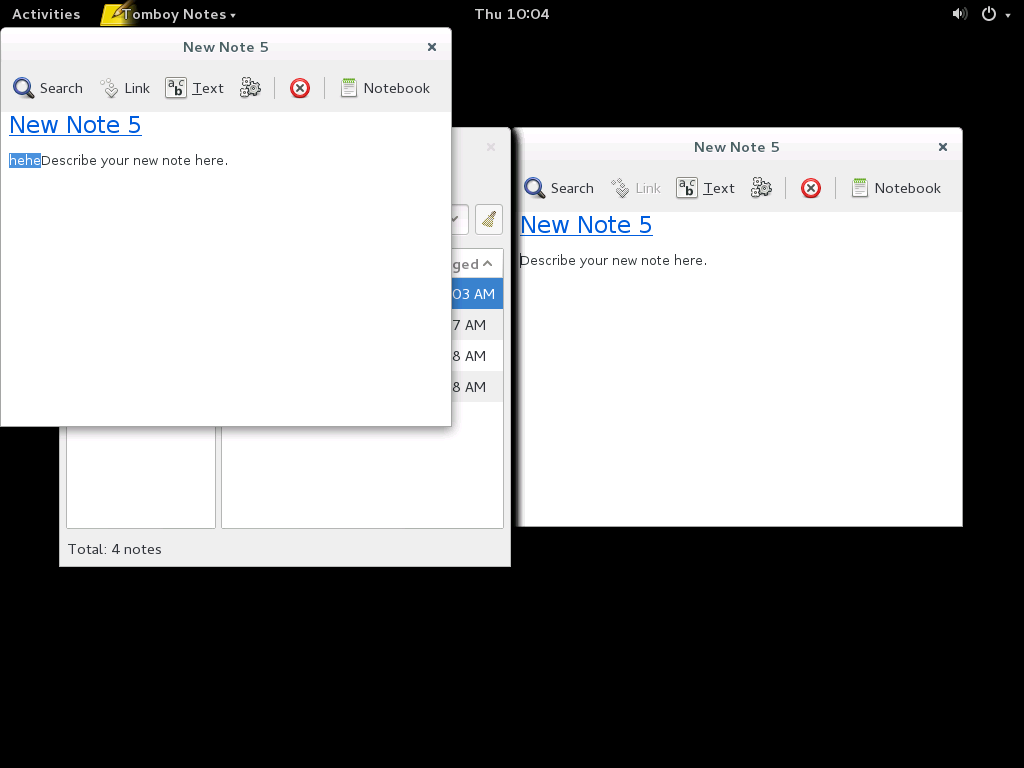 Activities
Tomboy Notes
Thu 10:04
New Note 5
Search Link Text Notebook
New Note 5
heheDescribe your new note here.
ged
03 AM
7 AM
8 AM
8 AM
Total: 4 notes
New Note 5
Search Link Text Notebook
New Note 5
Describe your new note here.